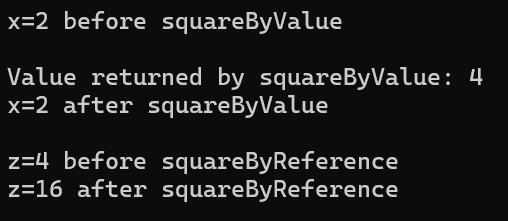 x=2 before squareByValue
Value returned by squareByValue: 4
x=2 after squareByValue
z=4 before squareByReference
z=16 after squareByReference